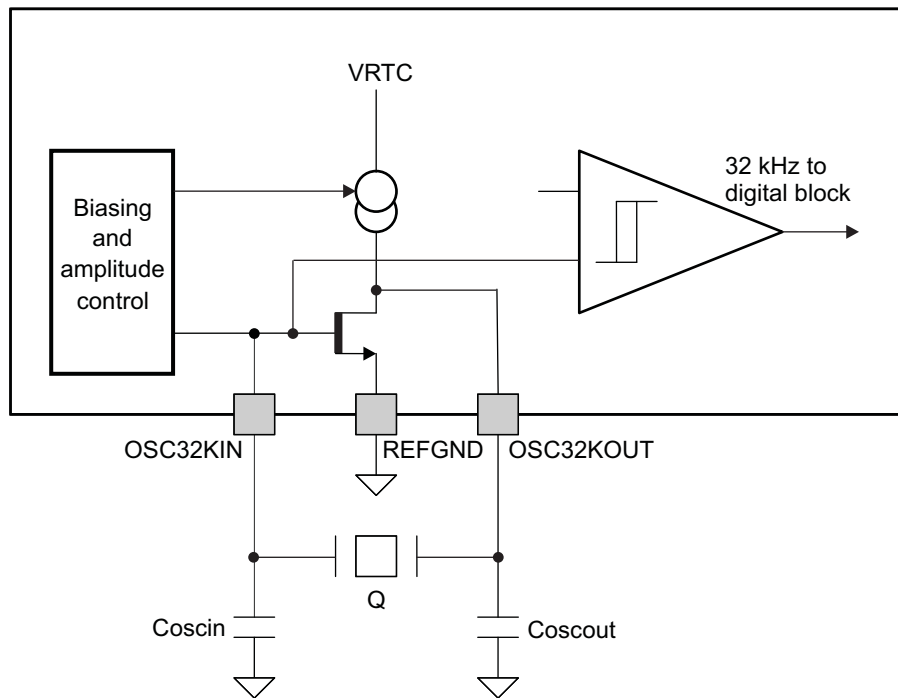 VRTC
32 kHz to
digital block
Biasing
and
amplitude
control
OSC32KIN
REFGND
OSC32KOUT
Q
Coscin
Coscout